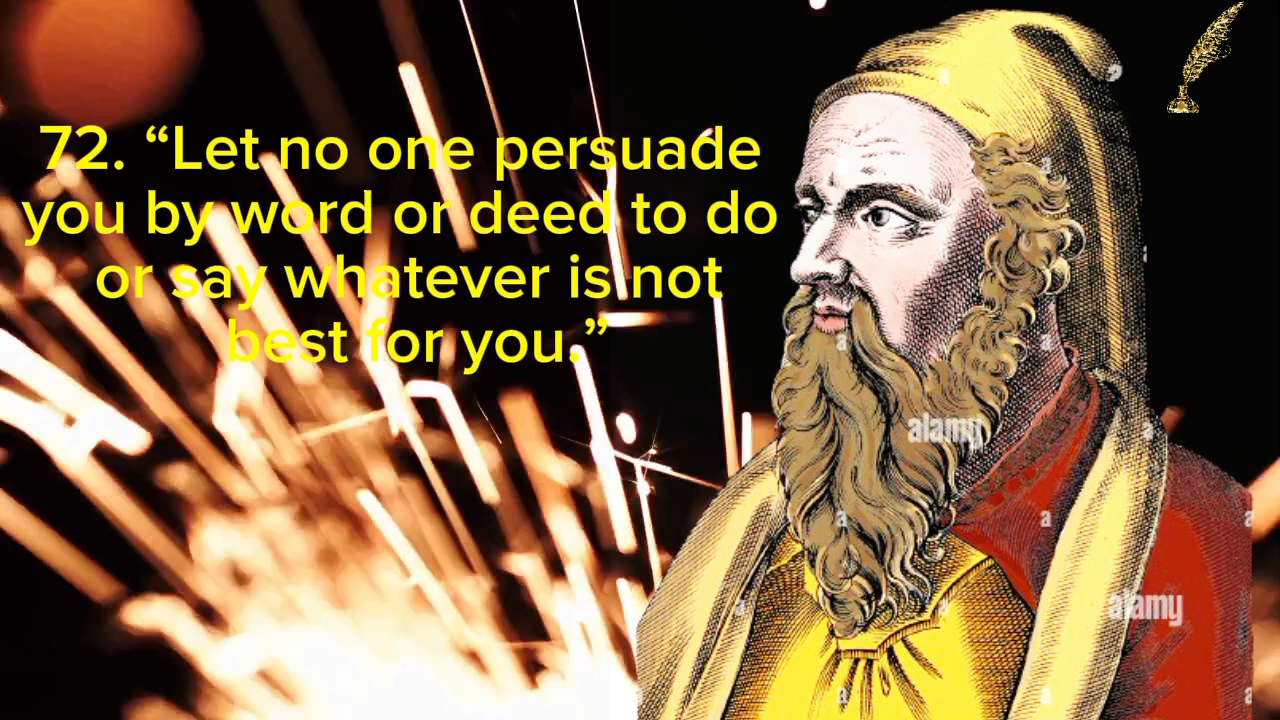 72. “Let no one persuade
you by word or deed to do
or say whatever is not
best for you.”
alamy
alamy
a
a
a
a
a
a
a
a
a
a
a
a